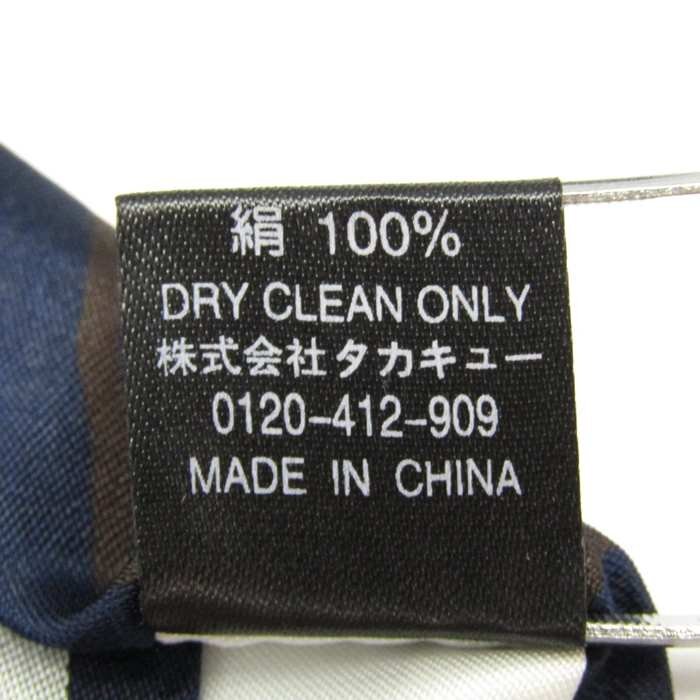 絹 100%
DRY CLEAN ONLY
株式会社タカキュー
0120-412-909
MADE IN CHINA